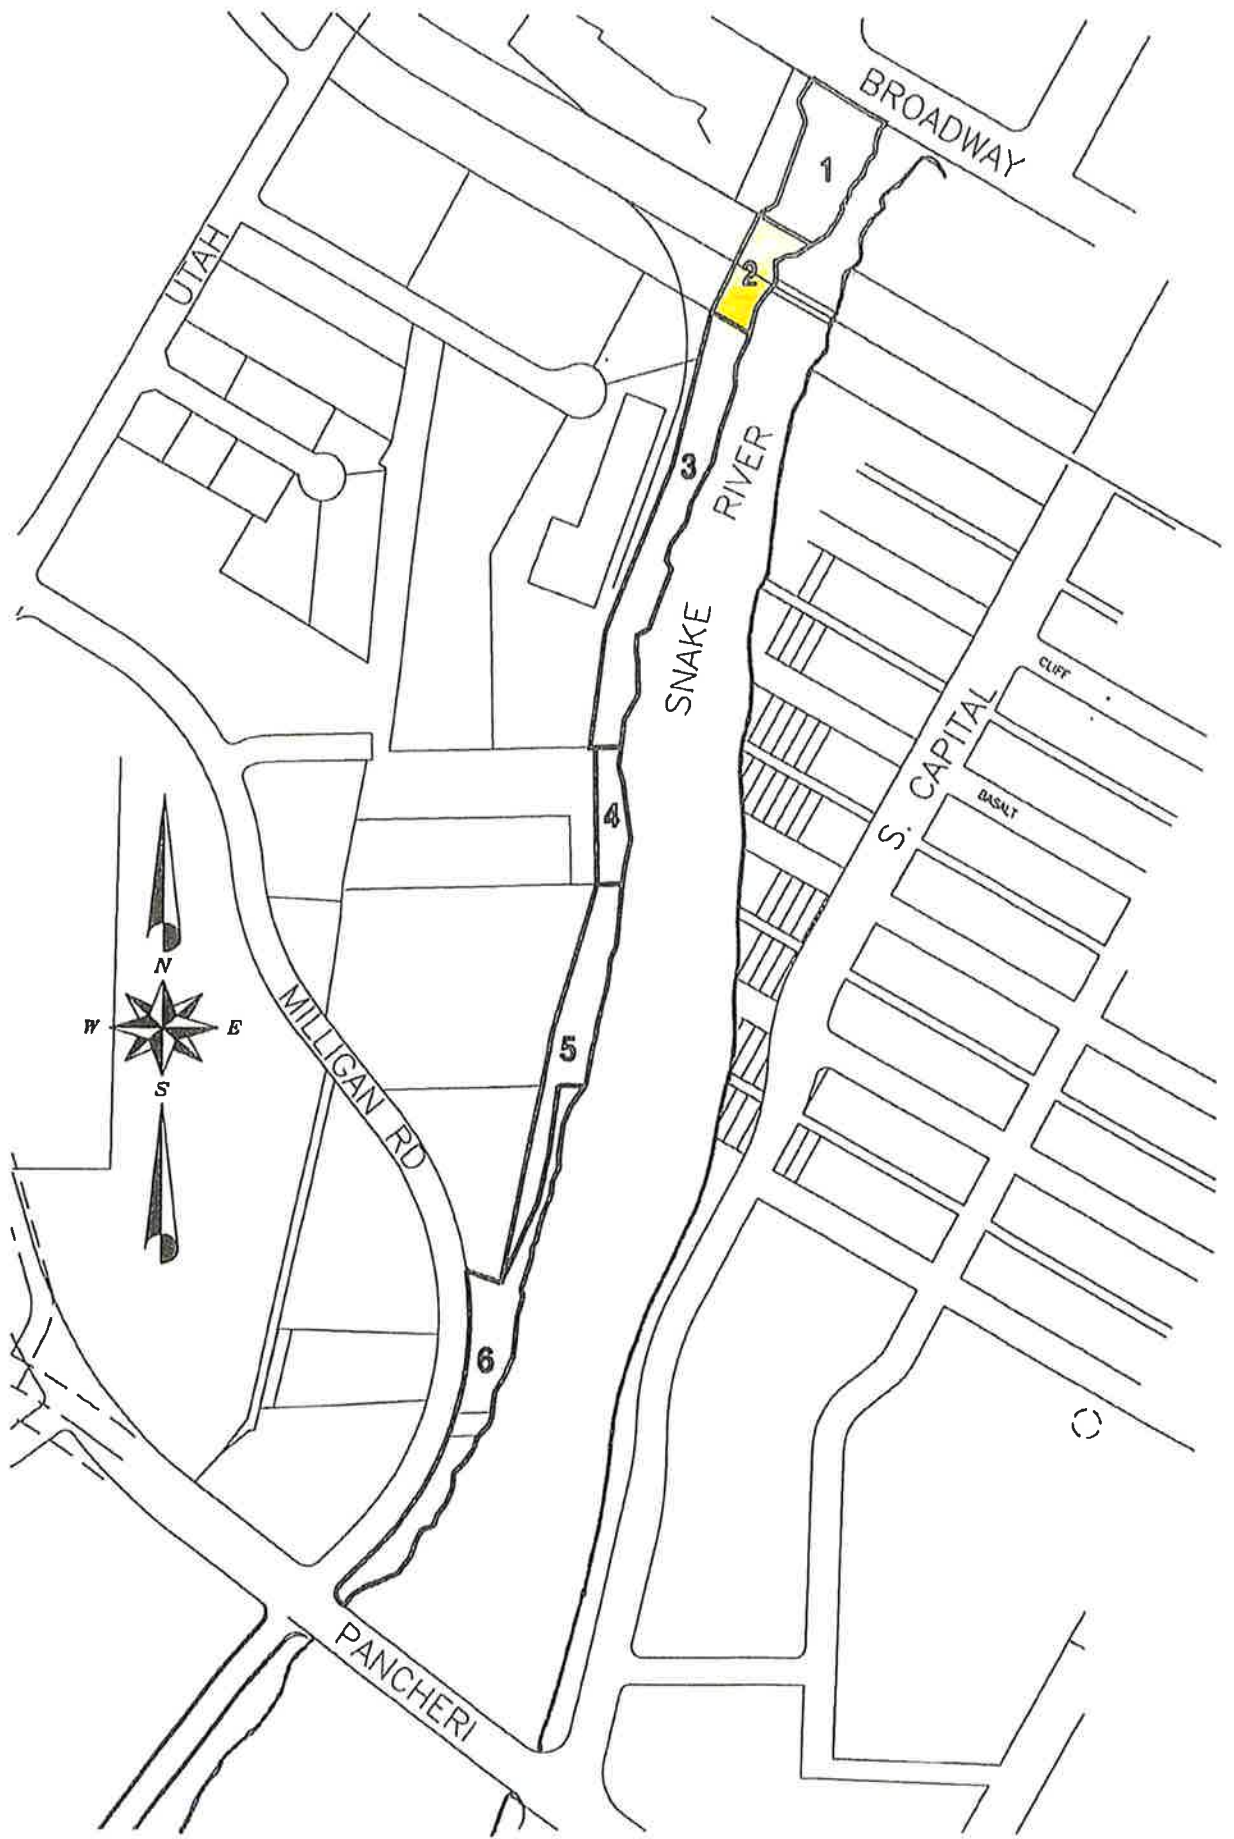 BROADWAY
1
UTAH
2
3
RIVER
SNAKE
CLIFF
S. CAPITAL
BASALT
4
N
W
E
S
MILLIGAN RD
5
6
PANCHERI